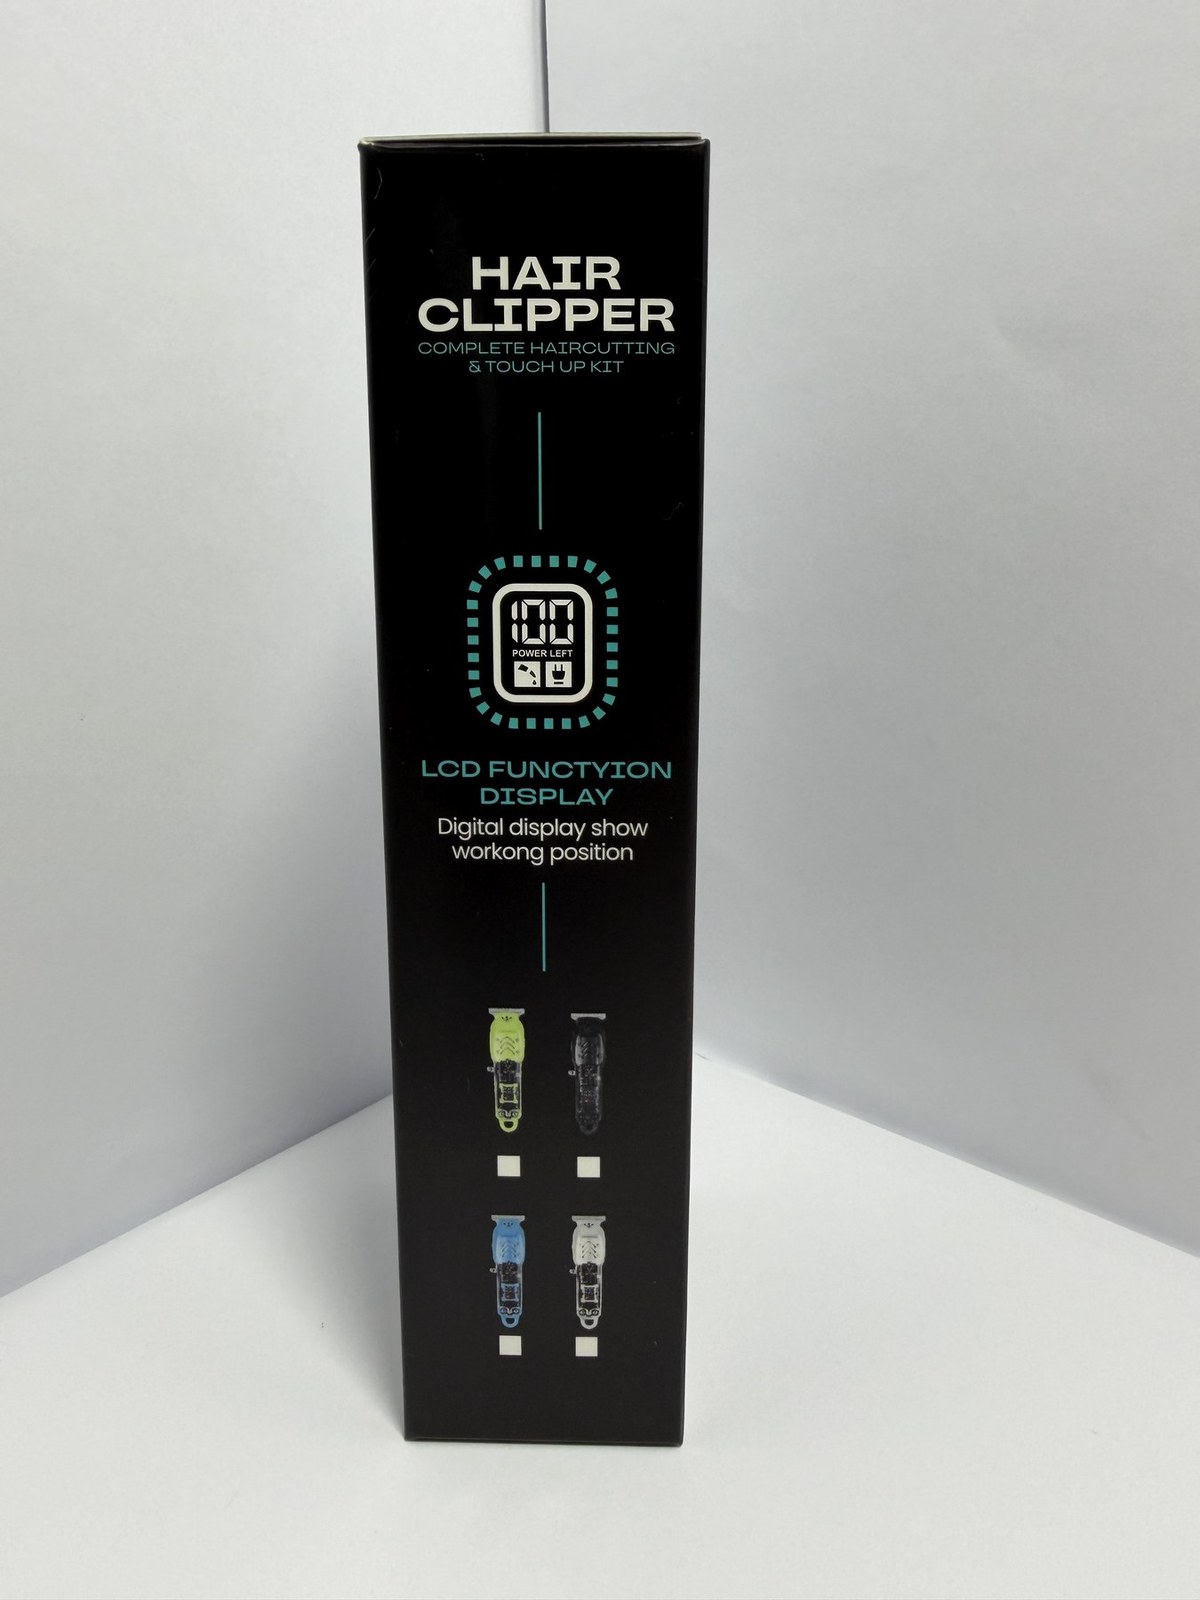 HAIR
CLIPPER
COMPLETE HAIRCUTTING
& TOUCH UP KIT
100
POWER LEFT
LCD FUNCTYION
DISPLAY
Digital display show
workong position